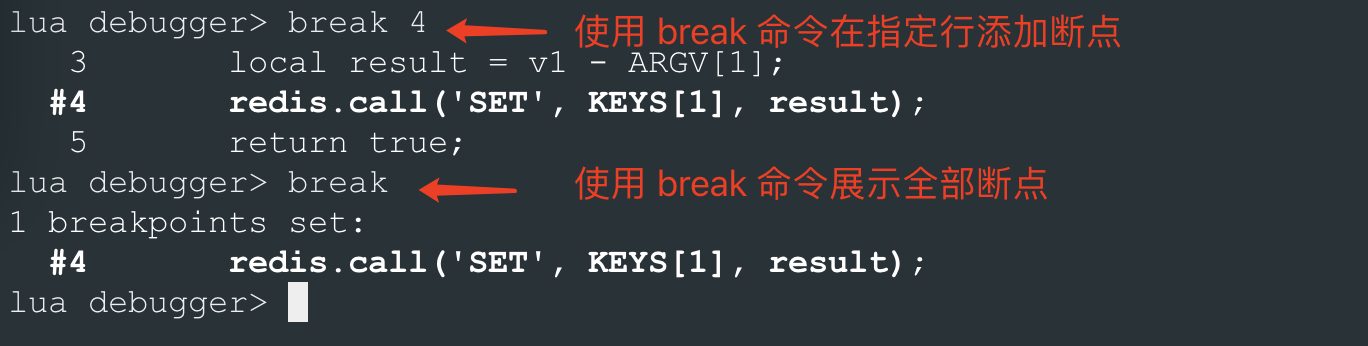 lua debugger> break 4 使用 break 命令在指定行添加断点
3 local result = v1 - ARGV[1];
#4 redis.call('SET', KEYS[1], result);
5 return true;
lua debugger> break 使用 break 命令展示全部断点
1 breakpoints set:
#4 redis.call('SET', KEYS[1], result);
lua debugger>